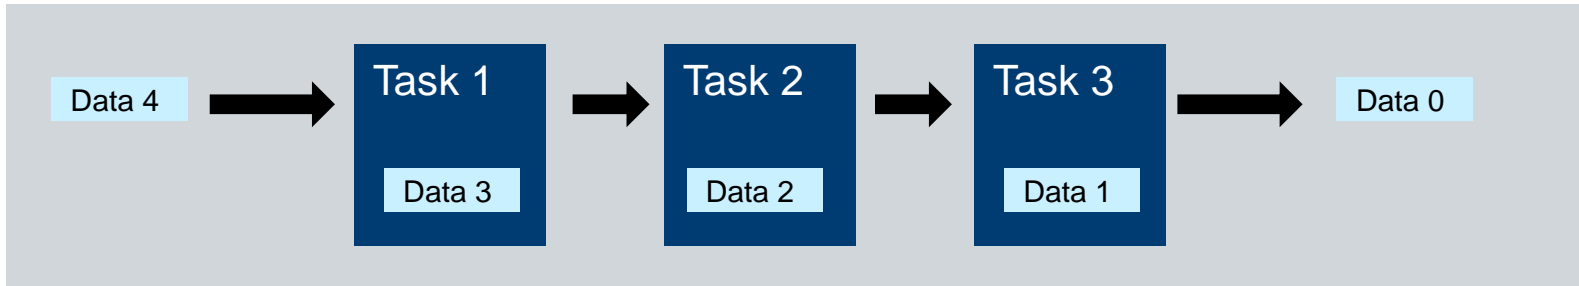 Data 4
Task 1
Task 2
Task 3
Data 0
Data 3
Data 2
Data 1